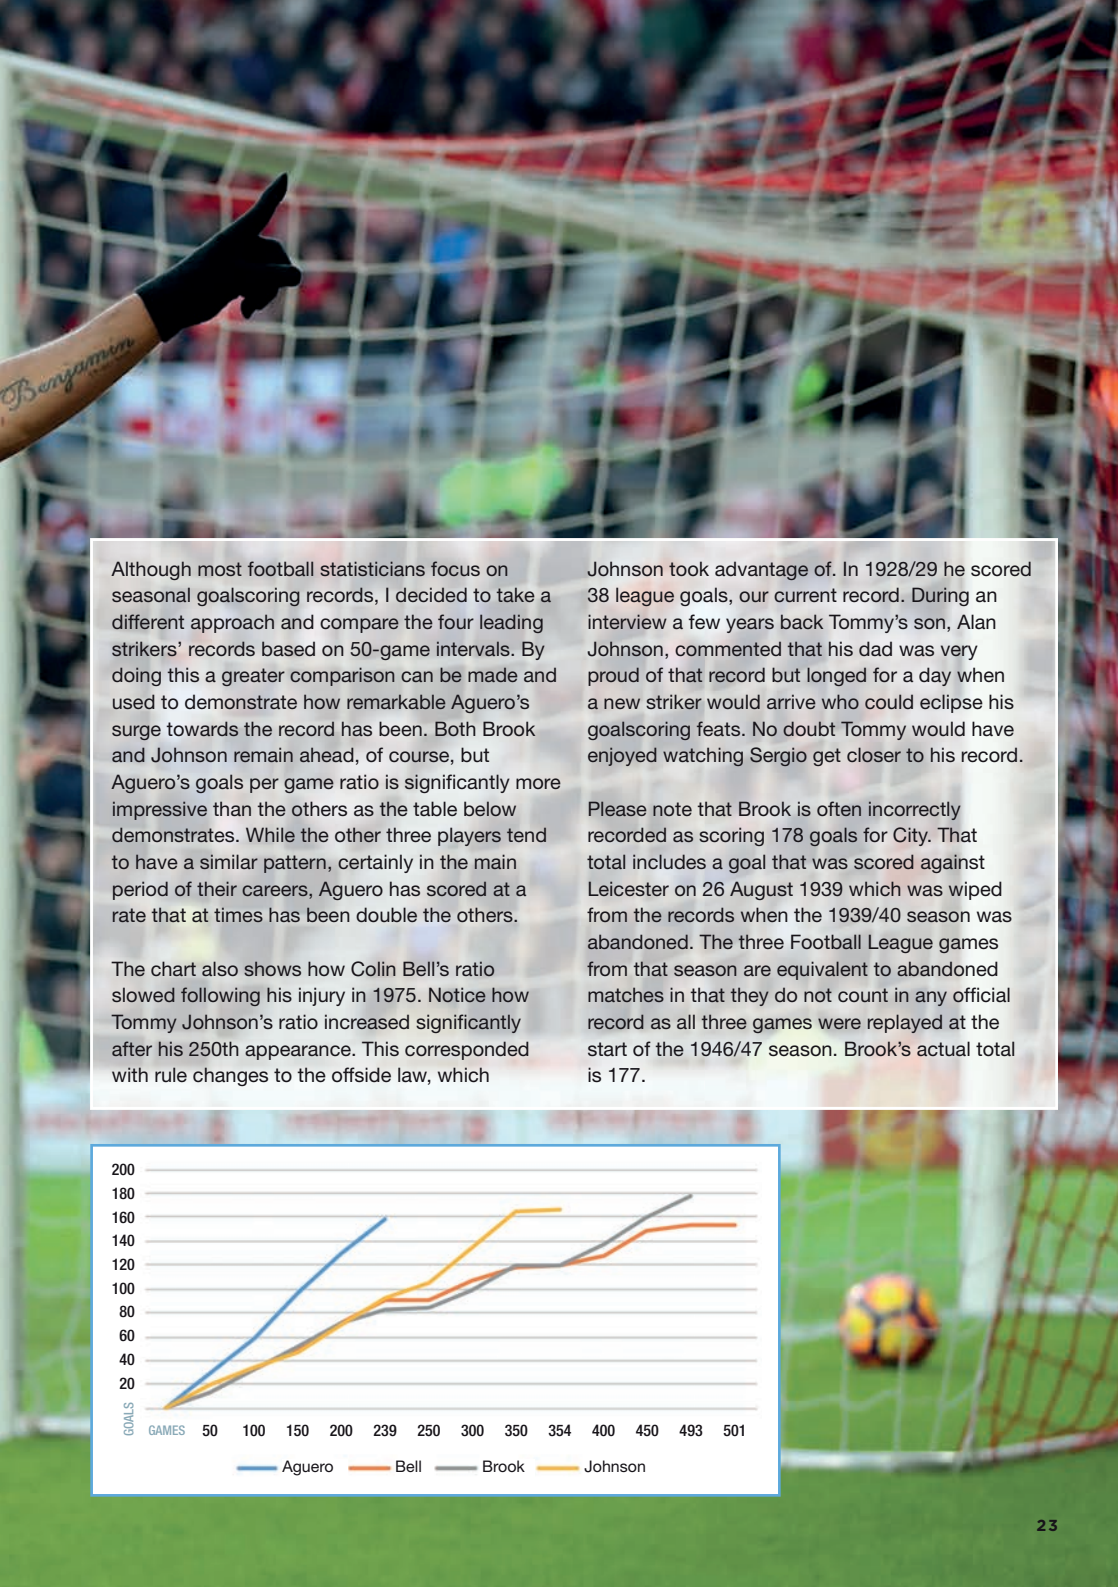 Benjamin
Although most football statisticians focus on
seasonal goalscoring records, I decided to take a
different approach and compare the four leading
strikers’ records based on 50-game intervals. By
doing this a greater comparison can be made and
used to demonstrate how remarkable Aguero’s
surge towards the record has been. Both Brook
and Johnson remain ahead, of course, but
Aguero’s goals per game ratio is significantly more
impressive than the others as the table below
demonstrates. While the other three players tend
to have a similar pattern, certainly in the main
period of their careers, Aguero has scored at a
rate that at times has been double the others.
The chart also shows how Colin Bell’s ratio
slowed following his injury in 1975. Notice how
Tommy Johnson’s ratio increased significantly
after his 250th appearance. This corresponded
with rule changes to the offside law, which
Johnson took advantage of. In 1928/29 he scored
38 league goals, our current record. During an
interview a few years back Tommy’s son, Alan
Johnson, commented that his dad was very
proud of that record but longed for a day when
a new striker would arrive who could eclipse his
goalscoring feats. No doubt Tommy would have
enjoyed watching Sergio get closer to his record.
Please note that Brook is often incorrectly
recorded as scoring 178 goals for City. That
total includes a goal that was scored against
Leicester on 26 August 1939 which was wiped
from the records when the 1939/40 season was
abandoned. The three Football League games
from that season are equivalent to abandoned
matches in that they do not count in any official
record as all three games were replayed at the
start of the 1946/47 season. Brook’s actual total
is 177.
200
180
160
140
120
100
80
60
40
20
GOALS
GAMES 50 100 150 200 239 250 300 350 354 400 450 493 501
Aguero Bell Brook Johnson
23